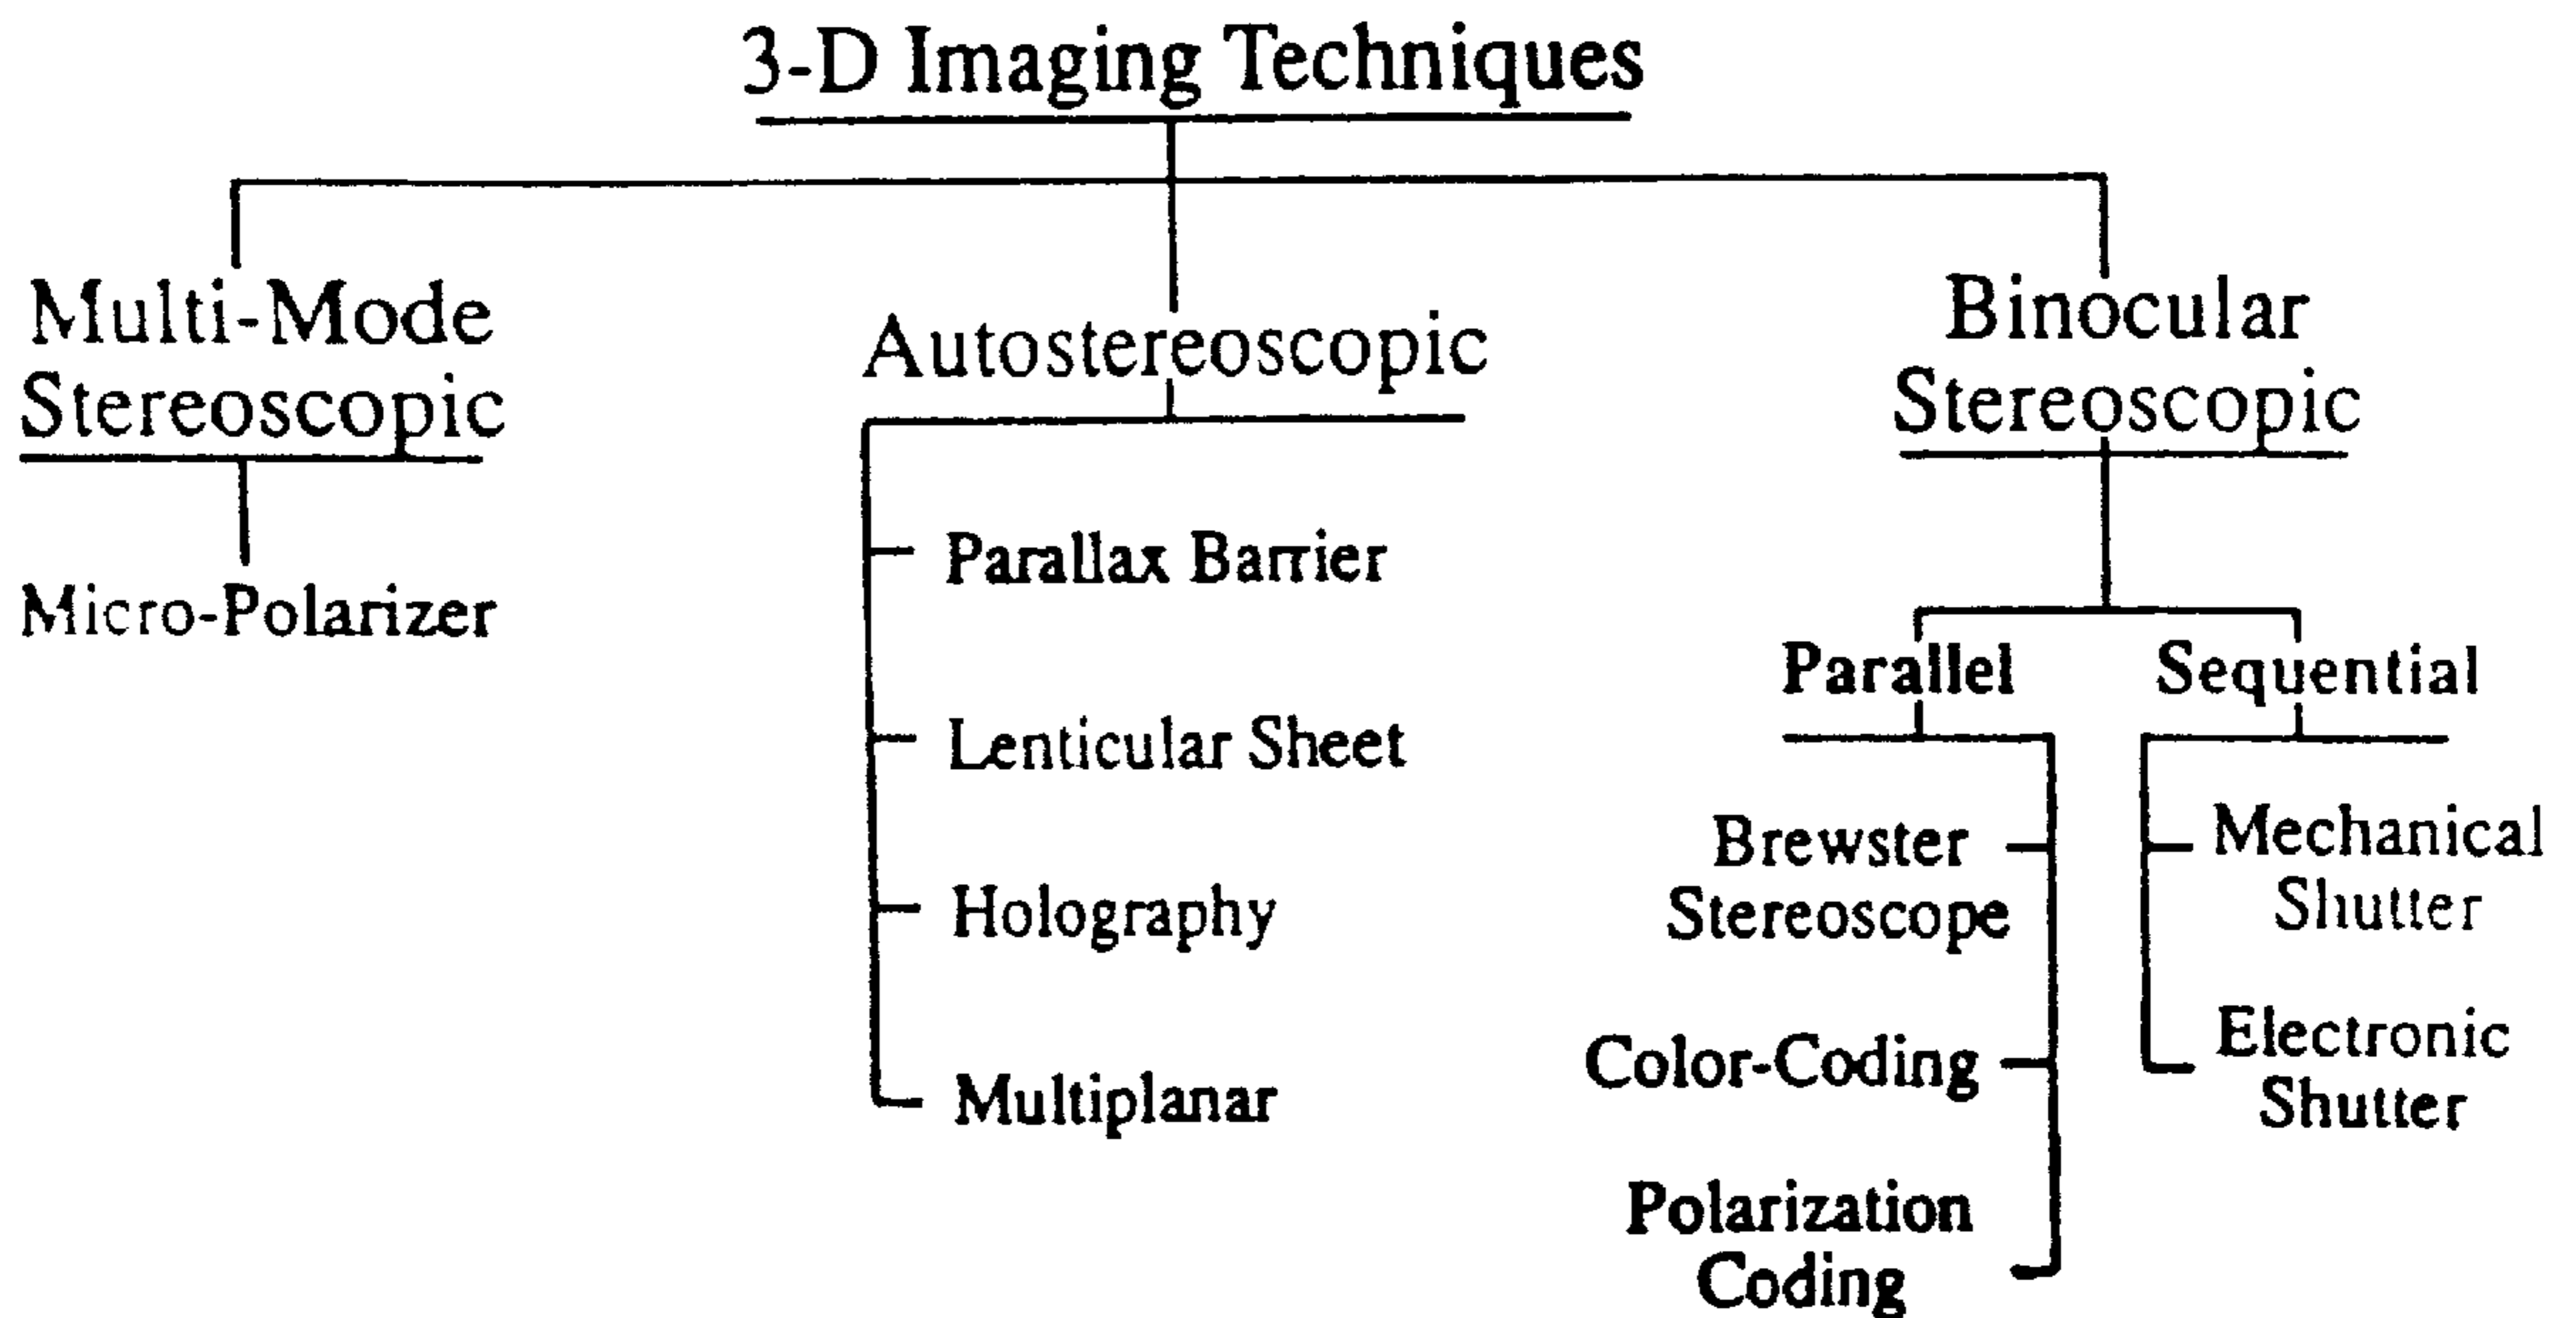 3-D Imaging Techniques
Multi-Mode
Stereoscopic
Micro-Polarizer
Autostereoscopic
Parallax Barrier
Lenticular Sheet
Holography
Multiplanar
Binocular
Stereoscopic
Parallel
Brewster
Stereoscope
Color-Coding
Polarization
Coding
Sequential
Mechanical
Shutter
Electronic
Shutter